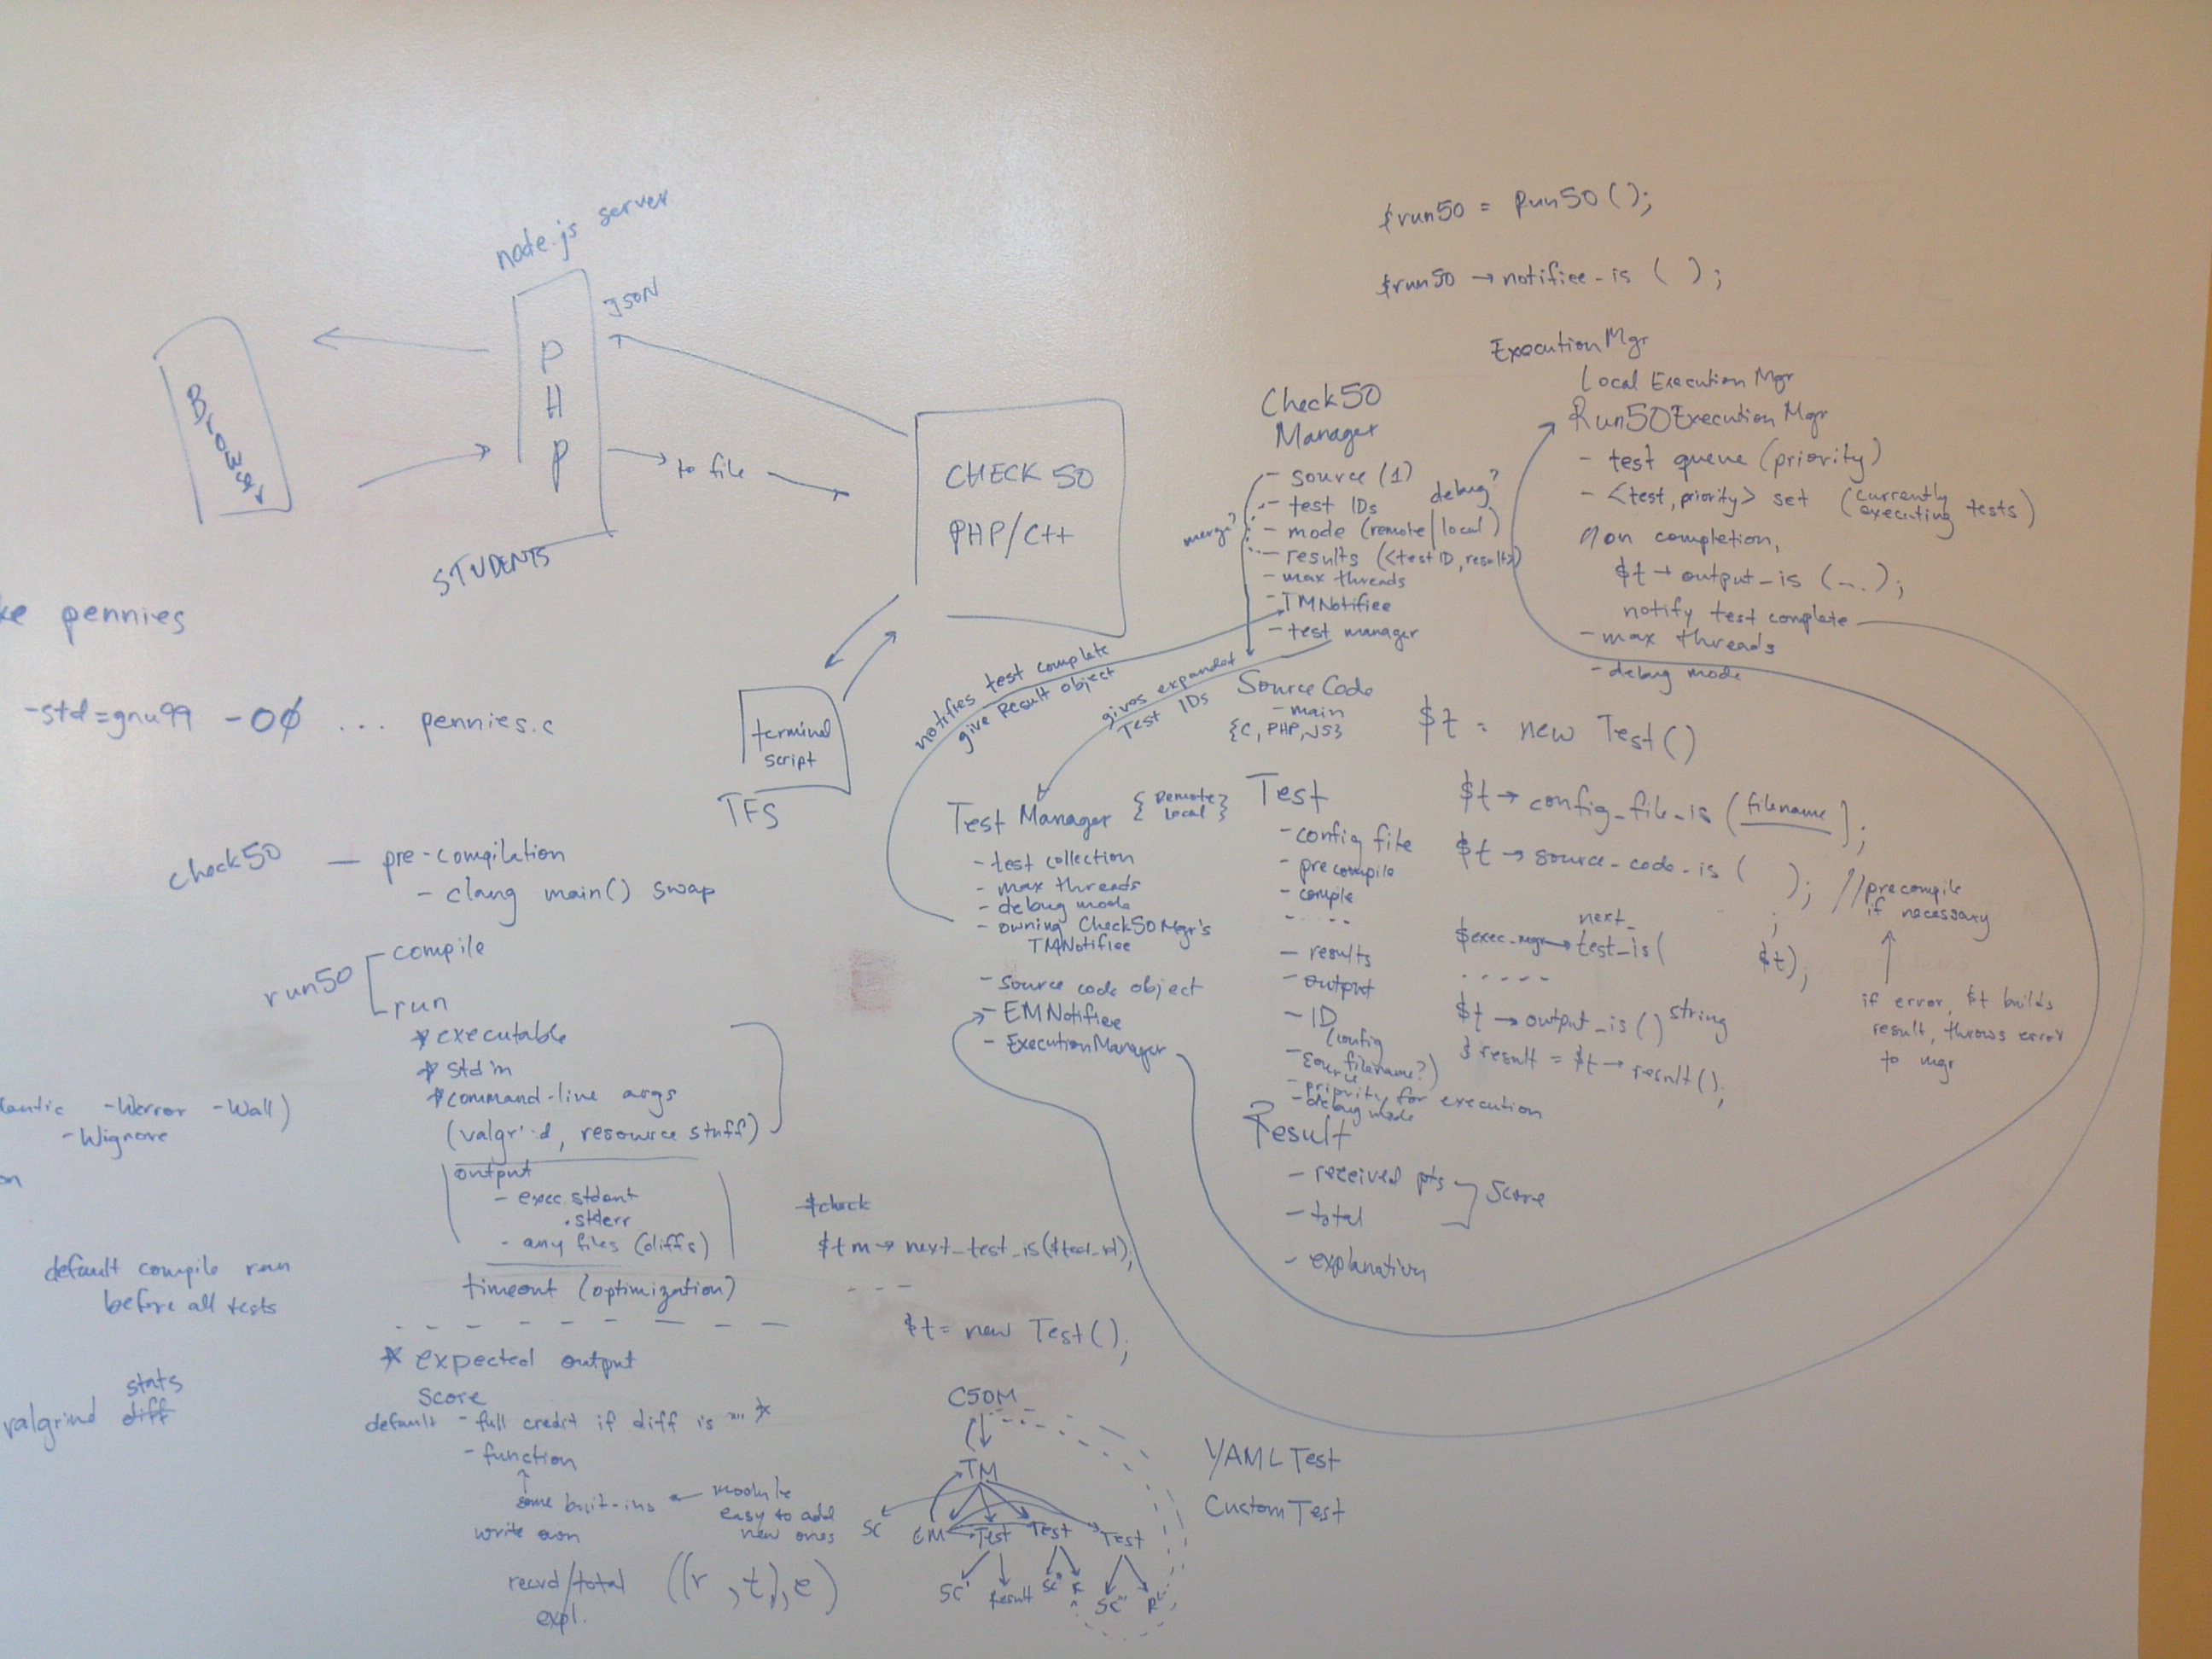 node.js server
JSON
PHP
Browser
to file
STUDENTS
CHECK 50
PHP/C++
terminal
script
TFS
ke pennies
-std=gnu99 -O0 ... pennies.c
check50 — pre-compilation
- clang main() swap
run50
compile
run
* executable
* stdin
* command-line args
(valgrind, resource stuff)
output
- exec.stdout
.stderr
- any files (diffs)
timeout (optimization)
* expected output
score
default - full credit if diff is "" *
- function
some built-ins ← module
easy to add
new ones
write own
recvd/total
expl.
((r, t), e)
lantic -Werror -Wall)
-Wignore
on
default compile run
before all tests
stats
valgrind diff
$check
$tm → next_test_is($test_id);
- - -
$t = new Test();
C50M
TM
SC EM Test Test Test
SC' Result SC'' R SC''' R
YAML Test
Custom Test
Check50
Manager
- source (1)
- test IDs
debug?
- mode (remote|local)
merge?
- results (<testID, result>)
- max threads
- TMNotifiee
- test manager
notifies test complete
give Result object
gives expanded
Test IDs
Source Code
- main
{C, PHP, JS}
Test Manager {Remote
Local}
- test collection
- max threads
- debug mode
- owning Check50Mgr's
TMNotifiee
- source code object
- EMNotifiee
- ExecutionManager
Test
- config file
- precompile
- compile
- ....
- results
- output
- ID
(config
filename?)
- priority for execution
- debug mode
Result
- received pts
- total
Score
- explanation
$run50 = Run50();
$run50 → notifiee_is ( );
ExecutionMgr
Local ExecutionMgr
Run50ExecutionMgr
- test queue (priority)
- <test, priority> set (currently
executing tests)
on completion,
$t → output_is (...);
notify test complete
- max threads
- debug mode
$t = new Test()
$t → config_file_is (filename);
$t → source_code_is ( ); //precompile
if necessary
next_
$exec_mgr → test_is( $t);
.....
$t → output_is() string
$result = $t → result();
if error, $t builds
result, throws error
to mgr